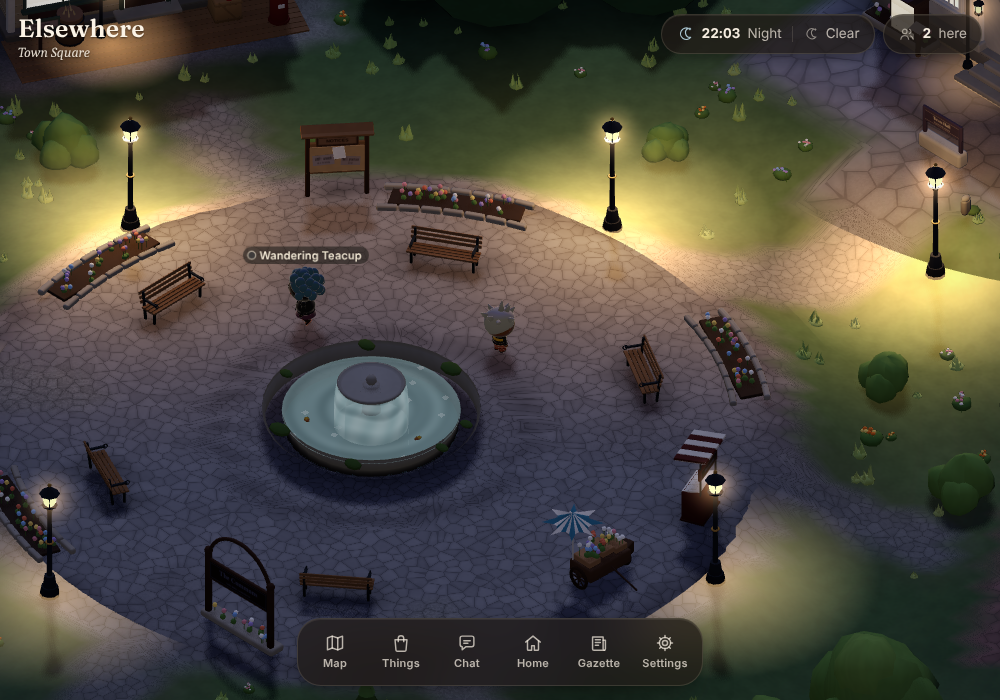 Elsewhere
Town Square
22:03 Night
Clear
2 here
Wandering Teacup
Map
Things
Chat
Home
Gazette
Settings